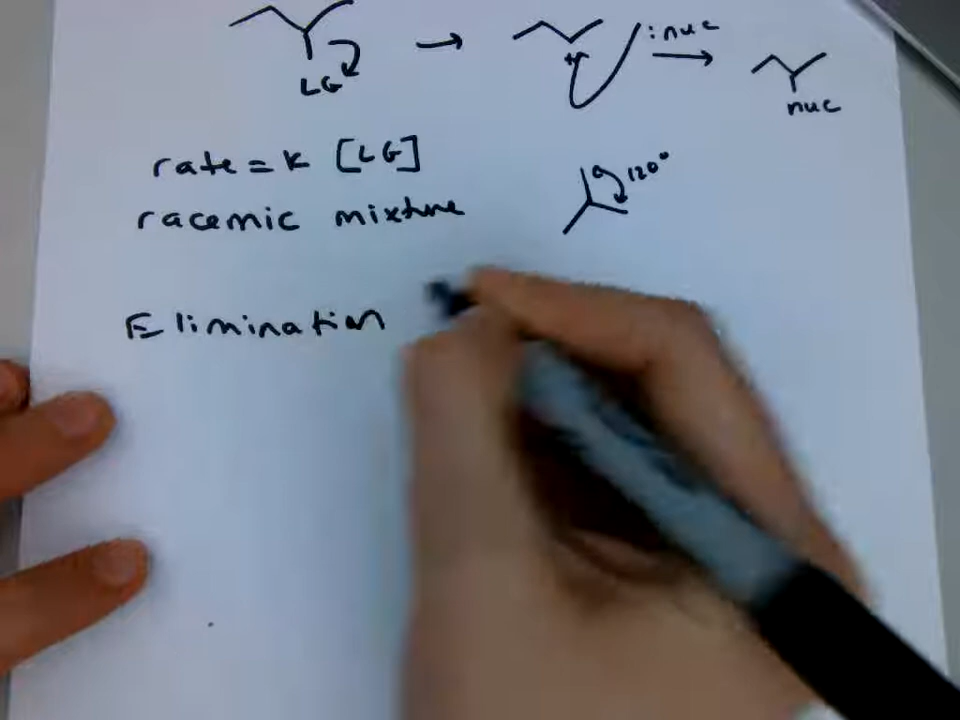 :nuc
LG
+
nuc
rate = k [LG]
120°
racemic mixture
Elimination